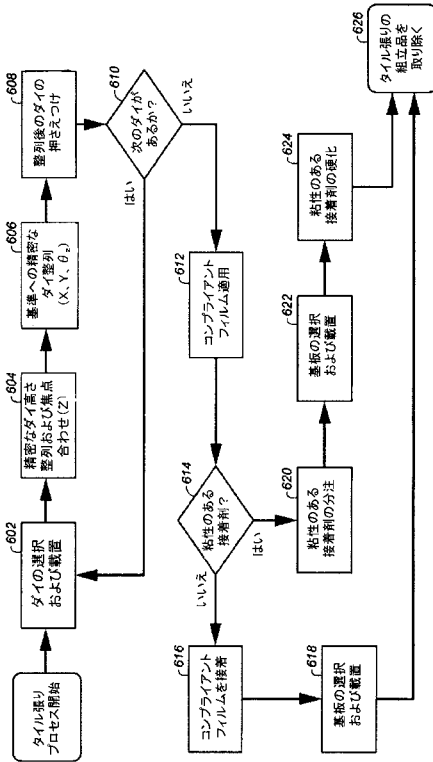 タイル張り
プロセス開始
602
ダイの選択
および載置
604
精密なダイ高さ
整列および焦点
合わせ(Z)
606
基準への精密な
ダイ整列
(X、Y、θz)
608
整列後のダイの
押さえつけ
610
次のダイが
あるか?
はい
いいえ
612
コンプライアント
フィルム適用
614
粘性のある
接着剤?
いいえ
はい
616
コンプライアント
フィルムを接着
618
基板の選択
および載置
620
粘性のある
接着剤の分注
622
基板の選択
および載置
624
粘性のある
接着剤の硬化
626
タイル張りの
組立品を
取り除く